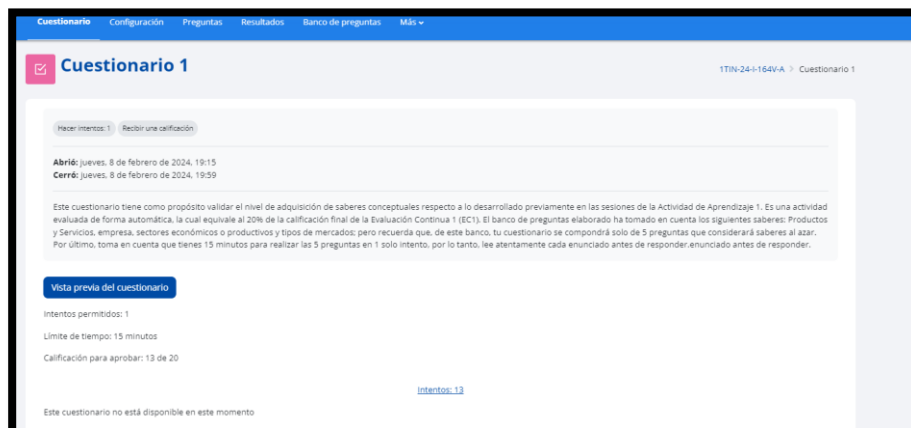 Cuestionario Configuración Preguntas Resultados Banco de preguntas Más
Cuestionario 1
1TIN-24-I-164V-A > Cuestionario 1
Hacer intentos: 1 Recibir una calificación
Abrió: jueves, 8 de febrero de 2024, 19:15
Cerró: jueves, 8 de febrero de 2024, 19:59
Este cuestionario tiene como propósito validar el nivel de adquisición de saberes conceptuales respecto a lo desarrollado previamente en las sesiones de la Actividad de Aprendizaje 1. Es una actividad
evaluada de forma automática, la cual equivale al 20% de la calificación final de la Evaluación Continua 1 (EC1). El banco de preguntas elaborado ha tomado en cuenta los siguientes saberes: Productos
y Servicios, empresa, sectores económicos o productivos y tipos de mercados; pero recuerda que, de este banco, tu cuestionario se compondrá solo de 5 preguntas que considerará saberes al azar.
Por último, toma en cuenta que tienes 15 minutos para realizar las 5 preguntas en 1 solo intento, por lo tanto, lee atentamente cada enunciado antes de responder.enunciado antes de responder.
Vista previa del cuestionario
Intentos permitidos: 1
Límite de tiempo: 15 minutos
Calificación para aprobar: 13 de 20
Intentos: 13
Este cuestionario no está disponible en este momento